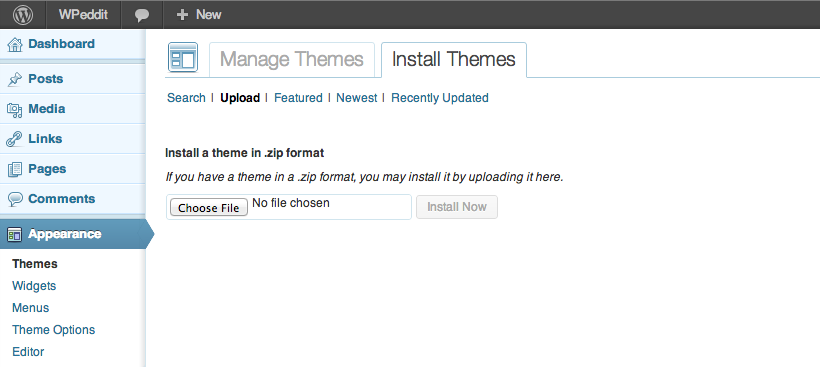 WPeddit + New
Dashboard
Posts
Media
Links
Pages
Comments
Appearance
Themes
Widgets
Menus
Theme Options
Editor
Manage Themes Install Themes
Search | Upload | Featured | Newest | Recently Updated
Install a theme in .zip format
If you have a theme in a .zip format, you may install it by uploading it here.
Choose File No file chosen Install Now